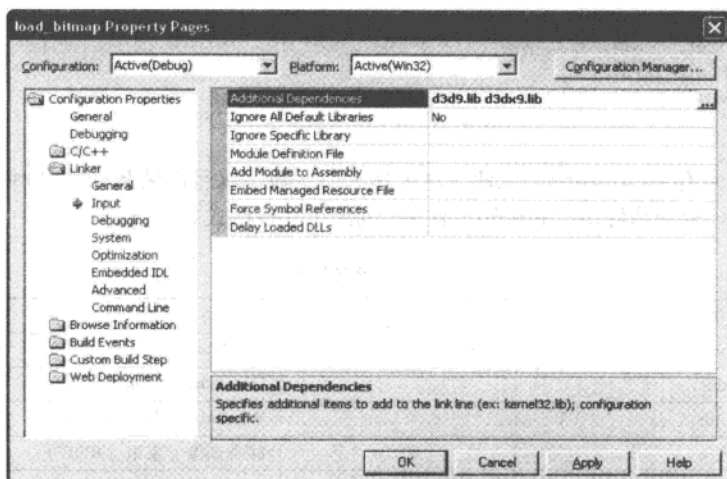 load_bitmap Property Pages
Configuration: Active(Debug) Platform: Active(Win32) Configuration Manager...
Configuration Properties
General
Debugging
C/C++
Linker
General
Input
Debugging
System
Optimization
Embedded IDL
Advanced
Command Line
Browse Information
Build Events
Custom Build Step
Web Deployment
Additional Dependencies d3d9.lib d3dx9.lib ...
Ignore All Default Libraries No
Ignore Specific Library
Module Definition File
Add Module to Assembly
Embed Managed Resource File
Force Symbol References
Delay Loaded DLLs
Additional Dependencies
Specifies additional items to add to the link line (ex: kernel32.lib); configuration
specific.
OK Cancel Apply Help